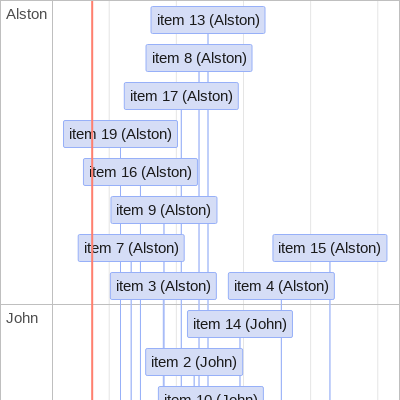 Alston
item 13 (Alston)
item 8 (Alston)
item 17 (Alston)
item 19 (Alston)
item 16 (Alston)
item 9 (Alston)
item 7 (Alston)
item 15 (Alston)
item 3 (Alston)
item 4 (Alston)
John
item 14 (John)
item 2 (John)
item 10 (John)